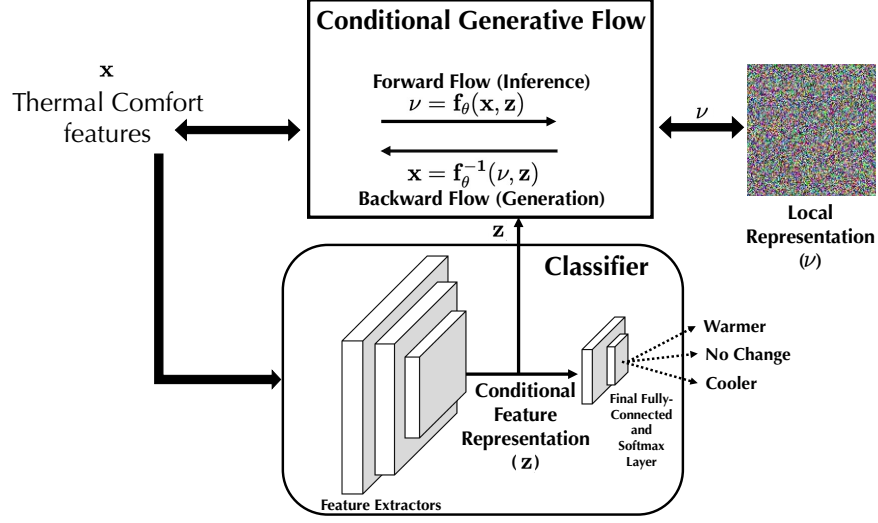 Conditional Generative Flow
x
Thermal Comfort
features
Forward Flow (Inference)
ν = f_θ(x, z)
x = f_θ^{-1}(ν, z)
Backward Flow (Generation)
ν
Local
Representation
(ν)
z
Classifier
Warmer
No Change
Cooler
Conditional
Feature
Representation
(z)
Final Fully-
Connected
and
Softmax
Layer
Feature Extractors